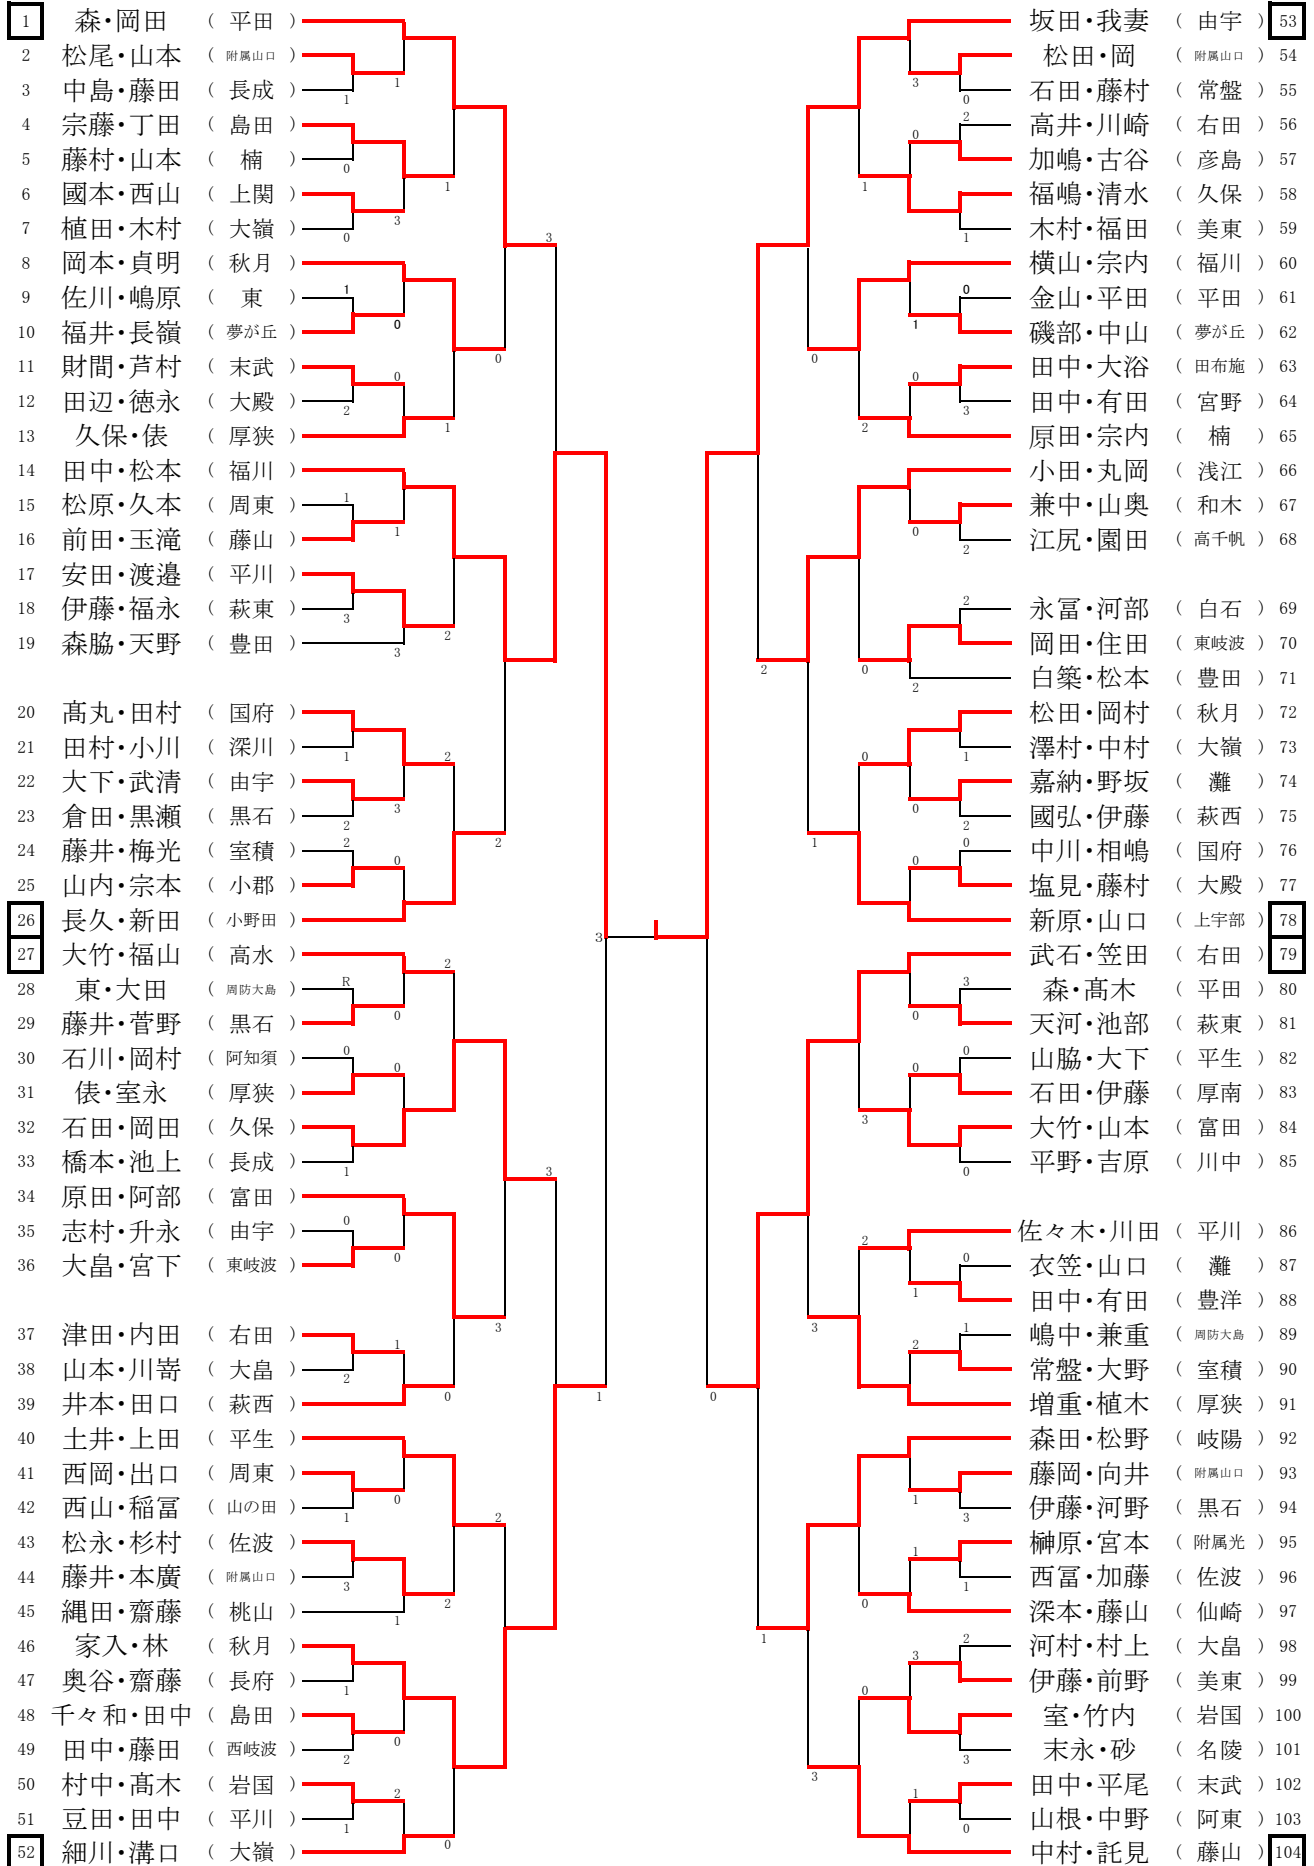 1 森・岡田 （ 平田 ）
2 松尾・山本 （ 附属山口 ）
3 中島・藤田 （ 長成 ）
4 宗藤・丁田 （ 島田 ）
5 藤村・山本 （ 楠 ）
6 國本・西山 （ 上関 ）
7 植田・木村 （ 大嶺 ）
8 岡本・貞明 （ 秋月 ）
9 佐川・嶋原 （ 東 ）
10 福井・長嶺 （ 夢が丘 ）
11 財間・芦村 （ 末武 ）
12 田辺・徳永 （ 大殿 ）
13 久保・俵 （ 厚狭 ）
14 田中・松本 （ 福川 ）
15 松原・久本 （ 周東 ）
16 前田・玉滝 （ 藤山 ）
17 安田・渡邉 （ 平川 ）
18 伊藤・福永 （ 萩東 ）
19 森脇・天野 （ 豊田 ）
20 髙丸・田村 （ 国府 ）
21 田村・小川 （ 深川 ）
22 大下・武清 （ 由宇 ）
23 倉田・黒瀬 （ 黒石 ）
24 藤井・梅光 （ 室積 ）
25 山内・宗本 （ 小郡 ）
26 長久・新田 （ 小野田 ）
27 大竹・福山 （ 高水 ）
28 東・大田 （ 周防大島 ）
29 藤井・菅野 （ 黒石 ）
30 石川・岡村 （ 阿知須 ）
31 俵・室永 （ 厚狭 ）
32 石田・岡田 （ 久保 ）
33 橋本・池上 （ 長成 ）
34 原田・阿部 （ 富田 ）
35 志村・升永 （ 由宇 ）
36 大畠・宮下 （ 東岐波 ）
37 津田・内田 （ 右田 ）
38 山本・川嵜 （ 大畠 ）
39 井本・田口 （ 萩西 ）
40 土井・上田 （ 平生 ）
41 西岡・出口 （ 周東 ）
42 西山・稲冨 （ 山の田 ）
43 松永・杉村 （ 佐波 ）
44 藤井・本廣 （ 附属山口 ）
45 縄田・齋藤 （ 桃山 ）
46 家入・林 （ 秋月 ）
47 奥谷・齋藤 （ 長府 ）
48 千々和・田中 （ 島田 ）
49 田中・藤田 （ 西岐波 ）
50 村中・髙木 （ 岩国 ）
51 豆田・田中 （ 平川 ）
52 細川・溝口 （ 大嶺 ）
坂田・我妻 （ 由宇 ） 53
松田・岡 （ 附属山口 ） 54
石田・藤村 （ 常盤 ） 55
高井・川崎 （ 右田 ） 56
加嶋・古谷 （ 彦島 ） 57
福嶋・清水 （ 久保 ） 58
木村・福田 （ 美東 ） 59
横山・宗内 （ 福川 ） 60
金山・平田 （ 平田 ） 61
磯部・中山 （ 夢が丘 ） 62
田中・大浴 （ 田布施 ） 63
田中・有田 （ 宮野 ） 64
原田・宗内 （ 楠 ） 65
小田・丸岡 （ 浅江 ） 66
兼中・山奥 （ 和木 ） 67
江尻・園田 （ 高千帆 ） 68
永冨・河部 （ 白石 ） 69
岡田・住田 （ 東岐波 ） 70
白築・松本 （ 豊田 ） 71
松田・岡村 （ 秋月 ） 72
澤村・中村 （ 大嶺 ） 73
嘉納・野坂 （ 灘 ） 74
國弘・伊藤 （ 萩西 ） 75
中川・相嶋 （ 国府 ） 76
塩見・藤村 （ 大殿 ） 77
新原・山口 （ 上宇部 ） 78
武石・笠田 （ 右田 ） 79
森・髙木 （ 平田 ） 80
天河・池部 （ 萩東 ） 81
山脇・大下 （ 平生 ） 82
石田・伊藤 （ 厚南 ） 83
大竹・山本 （ 富田 ） 84
平野・吉原 （ 川中 ） 85
佐々木・川田 （ 平川 ） 86
衣笠・山口 （ 灘 ） 87
田中・有田 （ 豊洋 ） 88
嶋中・兼重 （ 周防大島 ） 89
常盤・大野 （ 室積 ） 90
増重・植木 （ 厚狭 ） 91
森田・松野 （ 岐陽 ） 92
藤岡・向井 （ 附属山口 ） 93
伊藤・河野 （ 黒石 ） 94
榊原・宮本 （ 附属光 ） 95
西冨・加藤 （ 佐波 ） 96
深本・藤山 （ 仙崎 ） 97
河村・村上 （ 大畠 ） 98
伊藤・前野 （ 美東 ） 99
室・竹内 （ 岩国 ） 100
末永・砂 （ 名陵 ） 101
田中・平尾 （ 末武 ） 102
山根・中野 （ 阿東 ） 103
中村・託見 （ 藤山 ） 104